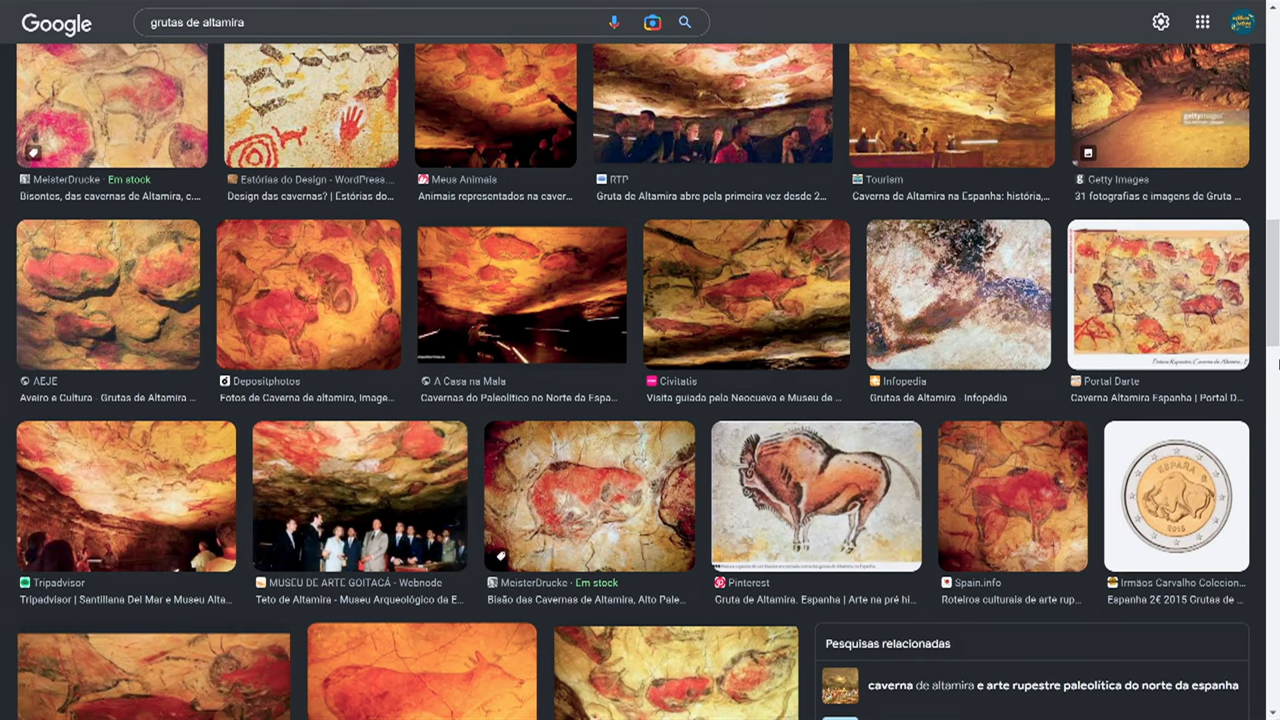 Google
grutas de altamira
gettyimages
MeisterDrucke · Em stock
Bisontes, das cavernas de Altamira, c....
Estórias do Design - WordPress....
Design das cavernas? | Estórias do...
Meus Animais
Animais representados na caver...
RTP
Gruta de Altamira abre pela primeira vez desde 2...
Tourism
Caverna de Altamira na Espanha: história,...
Getty Images
31 fotografias e imagens de Gruta ...
AEJE
Aveiro e Cultura - Grutas de Altamira ...
Depositphotos
Fotos de Caverna de altamira, Image...
A Casa na Mala
Cavernas do Paleolítico no Norte da Espa...
Civitatis
Visita guiada pela Neocueva e Museu de ...
Infopedia
Grutas de Altamira - Infopédia
Portal Darte
Caverna Altamira Espanha | Portal D...
ESPAÑA
2015
Tripadvisor
Tripadvisor | Santillana Del Mar e Museu Alta...
MUSEU DE ARTE GOITACÁ - Webnode
Teto de Altamira - Museu Arqueológico da E...
MeisterDrucke · Em stock
Bisão das Cavernas de Altamira, Alto Pale...
Pinterest
Gruta de Altamira. Espanha | Arte na pré hi...
Spain.info
Roteiros culturais de arte rup...
Irmãos Carvalho Colecion...
Espanha 2€ 2015 Grutas de ...
Pesquisas relacionadas
caverna de altamira e arte rupestre paleolítica do norte da espanha